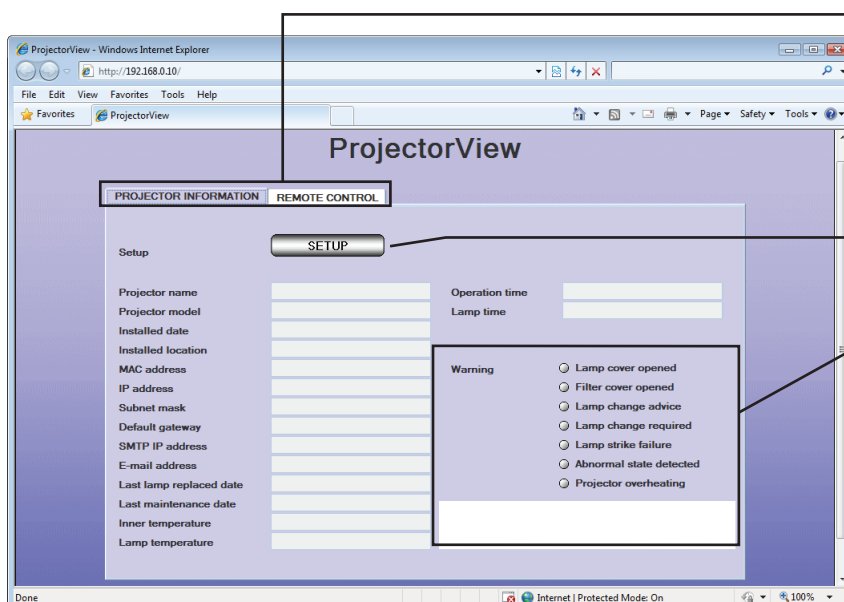 ProjectorView - Windows Internet Explorer
http://192.168.0.10/
File Edit View Favorites Tools Help
Favorites ProjectorView Page Safety Tools
ProjectorView
PROJECTOR INFORMATION REMOTE CONTROL
Setup SETUP
Projector name Operation time
Projector model Lamp time
Installed date
Installed location
MAC address Warning Lamp cover opened
IP address Filter cover opened
Subnet mask Lamp change advice
Default gateway Lamp change required
SMTP IP address Lamp strike failure
E-mail address Abnormal state detected
Last lamp replaced date Projector overheating
Last maintenance date
Inner temperature
Lamp temperature
Done Internet | Protected Mode: On 100%